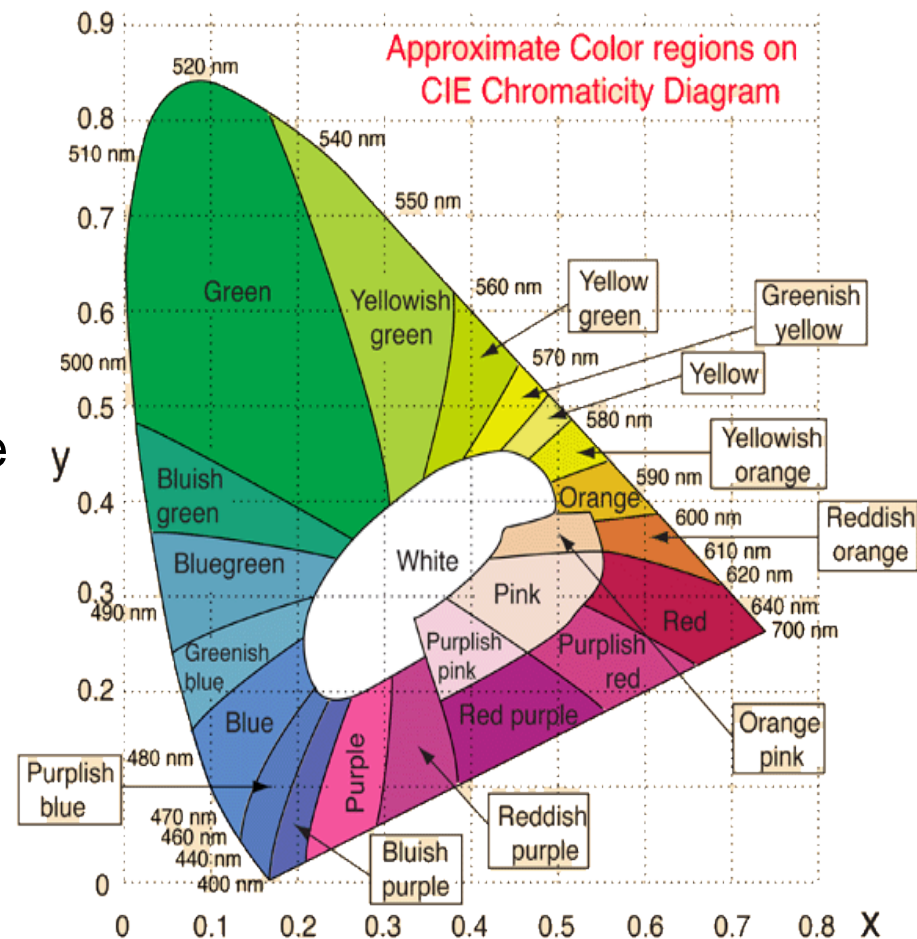 0.9
Approximate Color regions on
CIE Chromaticity Diagram
520 nm
0.8
540 nm
510 nm
550 nm
0.7
Yellow
green
560 nm
Greenish
yellow
Green
Yellowish
green
0.6
500 nm
570 nm
Yellow
0.5
580 nm
e
y
Yellowish
orange
Bluish
green
590 nm
0.4
Orange
600 nm
Reddish
orange
610 nm
White
Bluegreen
620 nm
0.3
Pink
490 nm
640 nm
Red
700 nm
Greenish
blue
Purplish
pink
Purplish
red
0.2
Blue
Red purple
Orange
pink
480 nm
Purplish
blue
Purple
470 nm
460 nm
440 nm
400 nm
Reddish
purple
Bluish
purple
0
0 0.1 0.2 0.3 0.4 0.5 0.6 0.7 0.8 X